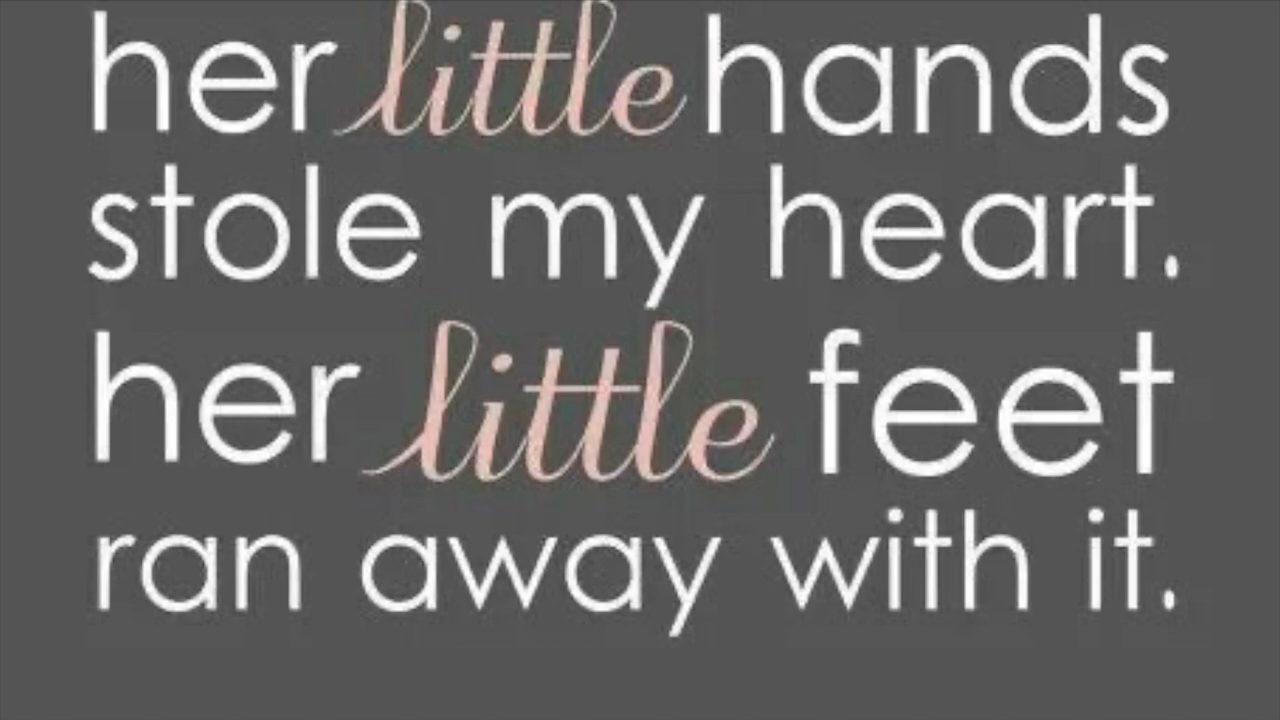 her little hands
stole my heart.
her little feet
ran away with it.